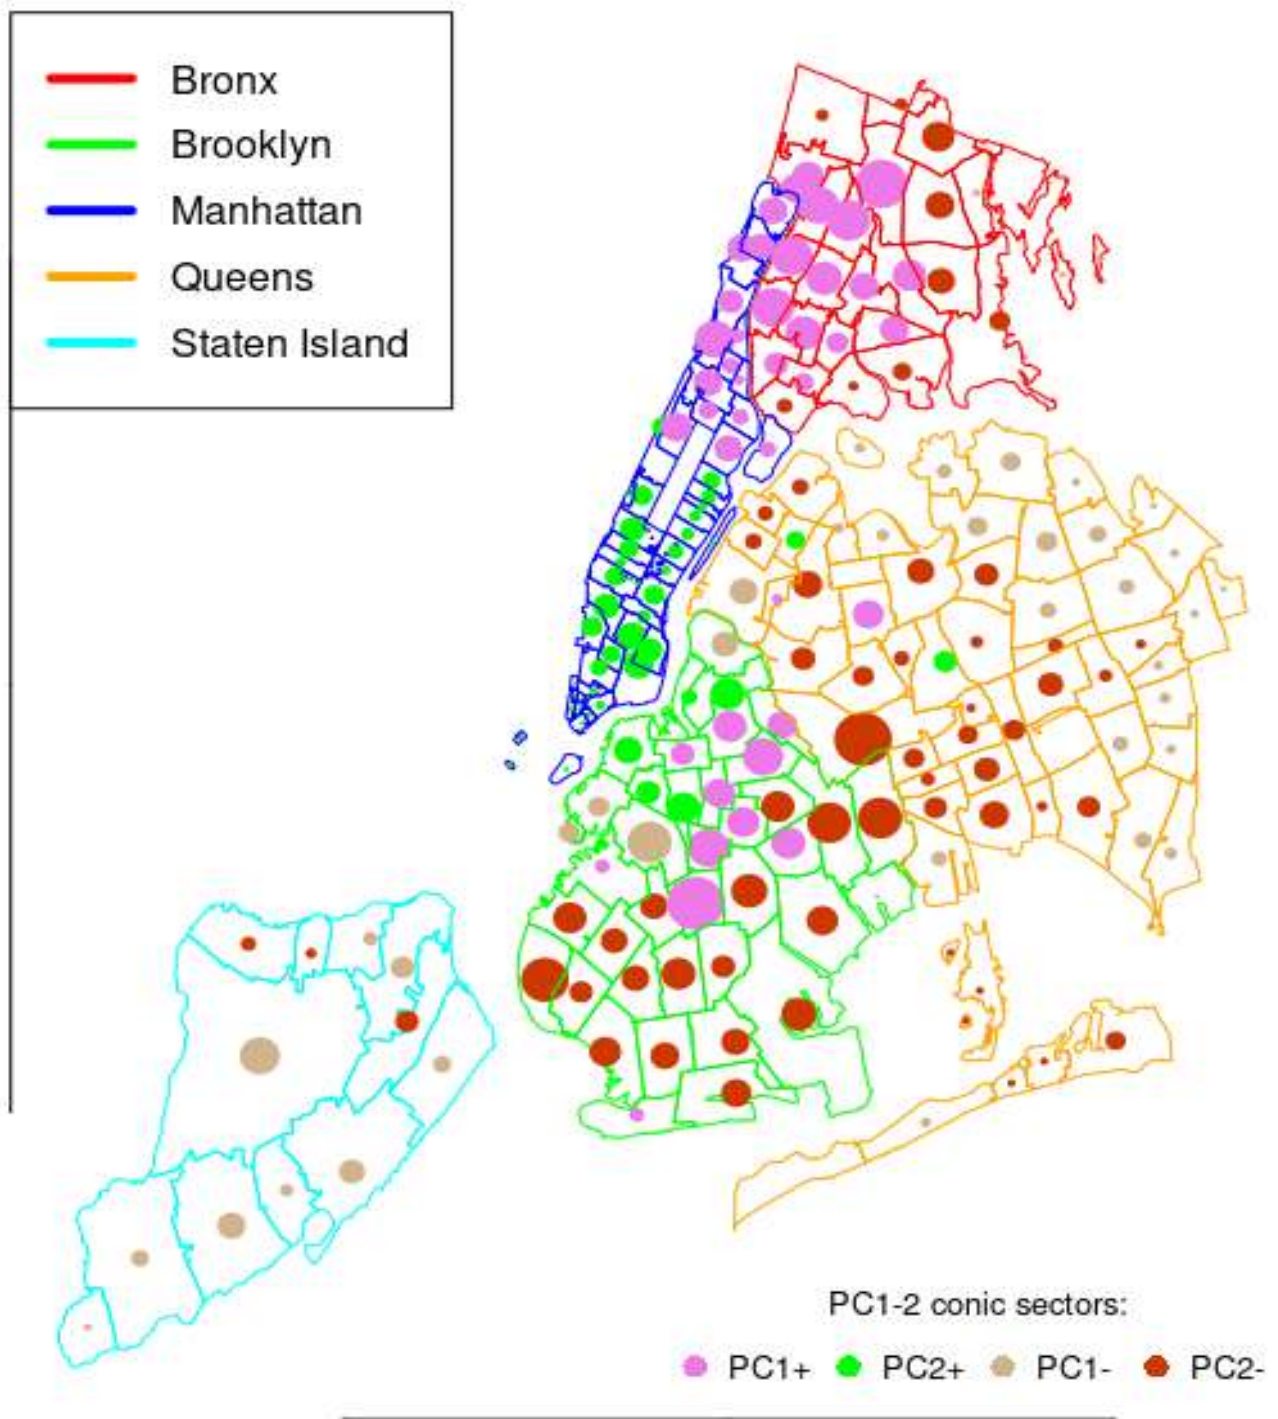 Bronx
Brooklyn
Manhattan
Queens
Staten Island
PC1-2 conic sectors:
PC1+ PC2+ PC1- PC2-